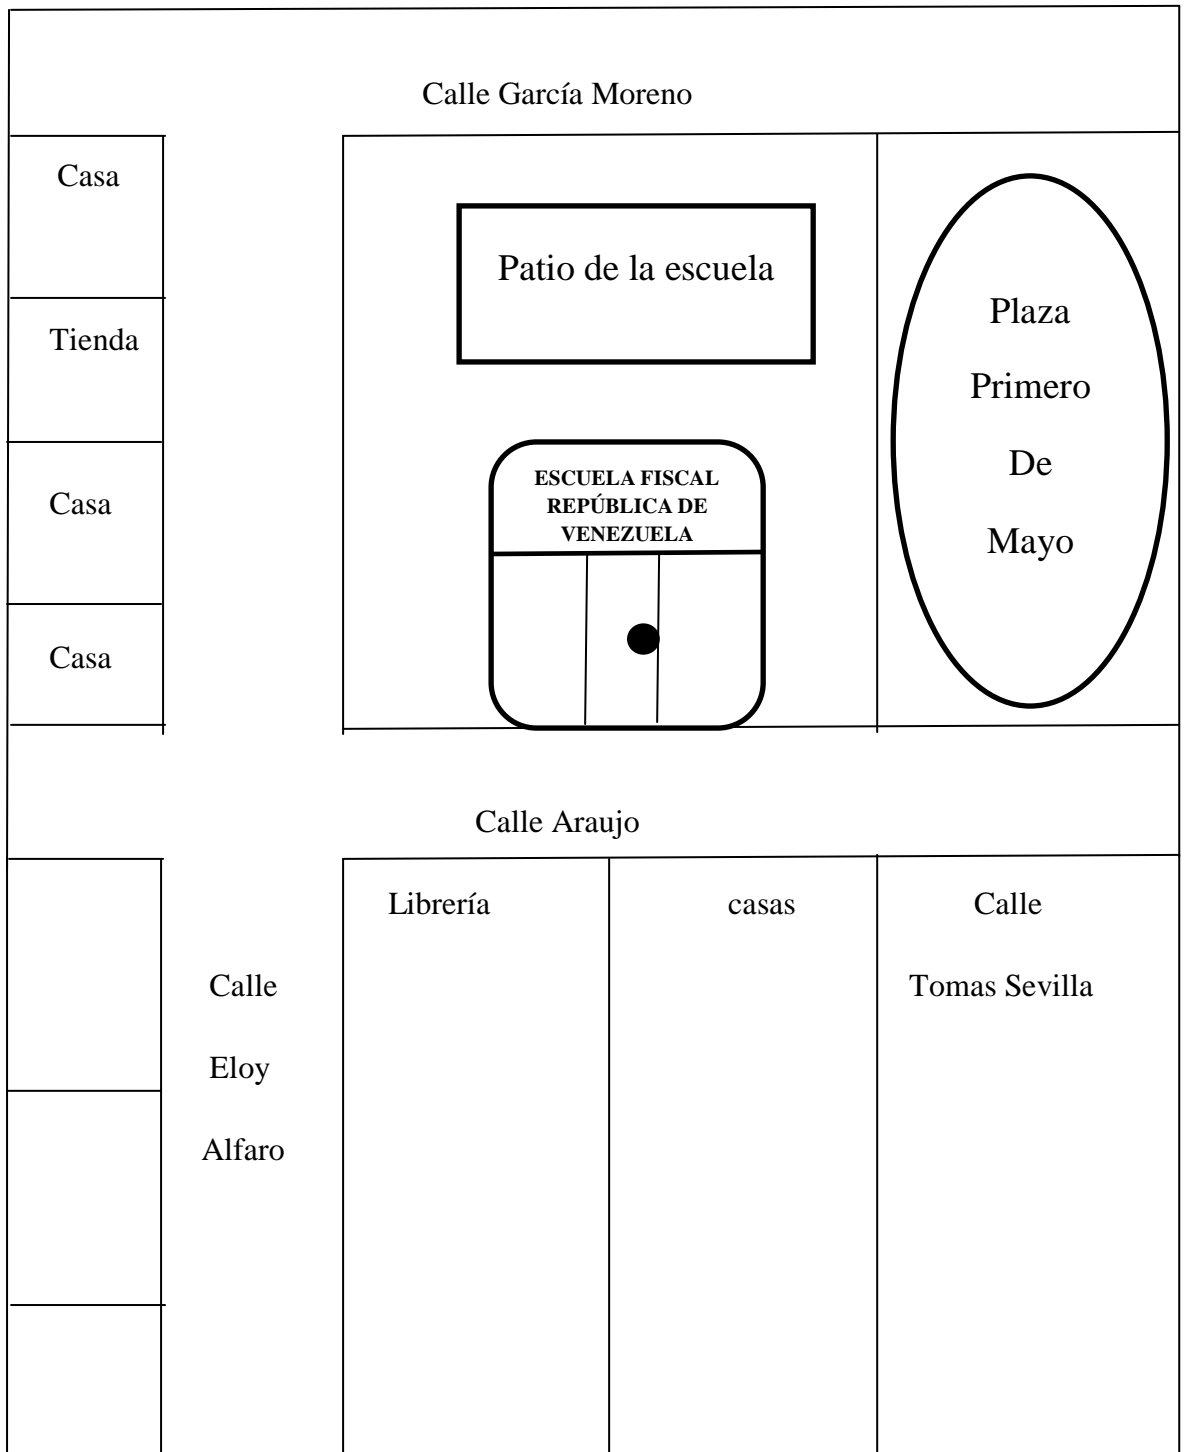 Calle García Moreno
Casa
Patio de la escuela
Plaza
Primero
De
Mayo
Tienda
Casa
ESCUELA FISCAL
REPÚBLICA DE
VENEZUELA
Casa
Calle Araujo
Librería
casas
Calle
Tomas Sevilla
Calle
Eloy
Alfaro